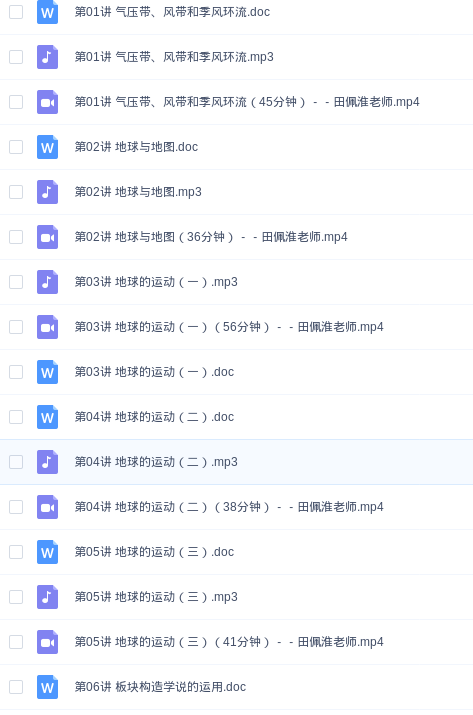 第01讲 气压带、风带和季风环流.doc
第01讲 气压带、风带和季风环流.mp3
第01讲 气压带、风带和季风环流（45分钟）- - 田佩淮老师.mp4
第02讲 地球与地图.doc
第02讲 地球与地图.mp3
第02讲 地球与地图（36分钟）- - 田佩淮老师.mp4
第03讲 地球的运动（一）.mp3
第03讲 地球的运动（一）（56分钟）- - 田佩淮老师.mp4
第03讲 地球的运动（一）.doc
第04讲 地球的运动（二）.doc
第04讲 地球的运动（二）.mp3
第04讲 地球的运动（二）（38分钟）- - 田佩淮老师.mp4
第05讲 地球的运动（三）.doc
第05讲 地球的运动（三）.mp3
第05讲 地球的运动（三）（41分钟）- - 田佩淮老师.mp4
第06讲 板块构造学说的运用.doc